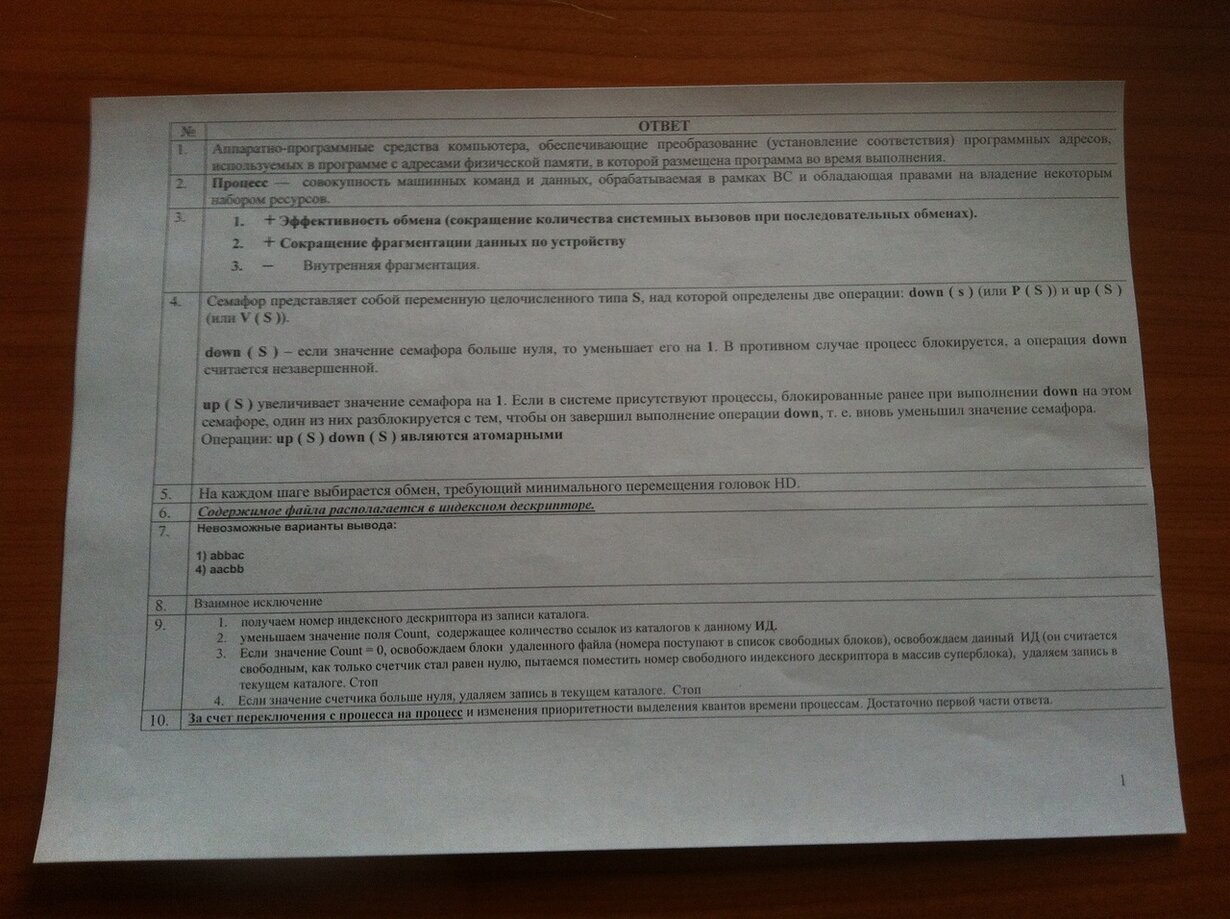 № ОТВЕТ
1. Аппаратно-программные средства компьютера, обеспечивающие преобразование (установление соответствия) программных адресов,
используемых в программе с адресами физической памяти, в которой размещена программа во время выполнения.
2. Процесс — совокупность машинных команд и данных, обрабатываемая в рамках ВС и обладающая правами на владение некоторым
набором ресурсов.
3. 1. + Эффективность обмена (сокращение количества системных вызовов при последовательных обменах).
2. + Сокращение фрагментации данных по устройству
3. – Внутренняя фрагментация.
4. Семафор представляет собой переменную целочисленного типа S, над которой определены две операции: down ( s ) (или P ( S )) и up ( S )
(или V ( S )).
down ( S ) – если значение семафора больше нуля, то уменьшает его на 1. В противном случае процесс блокируется, а операция down
считается незавершенной.
up ( S ) увеличивает значение семафора на 1. Если в системе присутствуют процессы, блокированные ранее при выполнении down на этом
семафоре, один из них разблокируется с тем, чтобы он завершил выполнение операции down, т. е. вновь уменьшил значение семафора.
Операции: up ( S ) down ( S ) являются атомарными
5. На каждом шаге выбирается обмен, требующий минимального перемещения головок HD.
6. Содержимое файла располагается в индексном дескрипторе.
7. Невозможные варианты вывода:
1) abbac
4) aacbb
8. Взаимное исключение
9. 1. получаем номер индексного дескриптора из записи каталога.
2. уменьшаем значение поля Count, содержащее количество ссылок из каталогов к данному ИД.
3. Если значение Count = 0, освобождаем блоки удаленного файла (номера поступают в список свободных блоков), освобождаем данный ИД (он считается
свободным, как только счетчик стал равен нулю, пытаемся поместить номер свободного индексного дескриптора в массив суперблока), удаляем запись в
текущем каталоге. Стоп
4. Если значение счетчика больше нуля, удаляем запись в текущем каталоге. Стоп
10. За счет переключения с процесса на процесс и изменения приоритетности выделения квантов времени процессам. Достаточно первой части ответа.
1